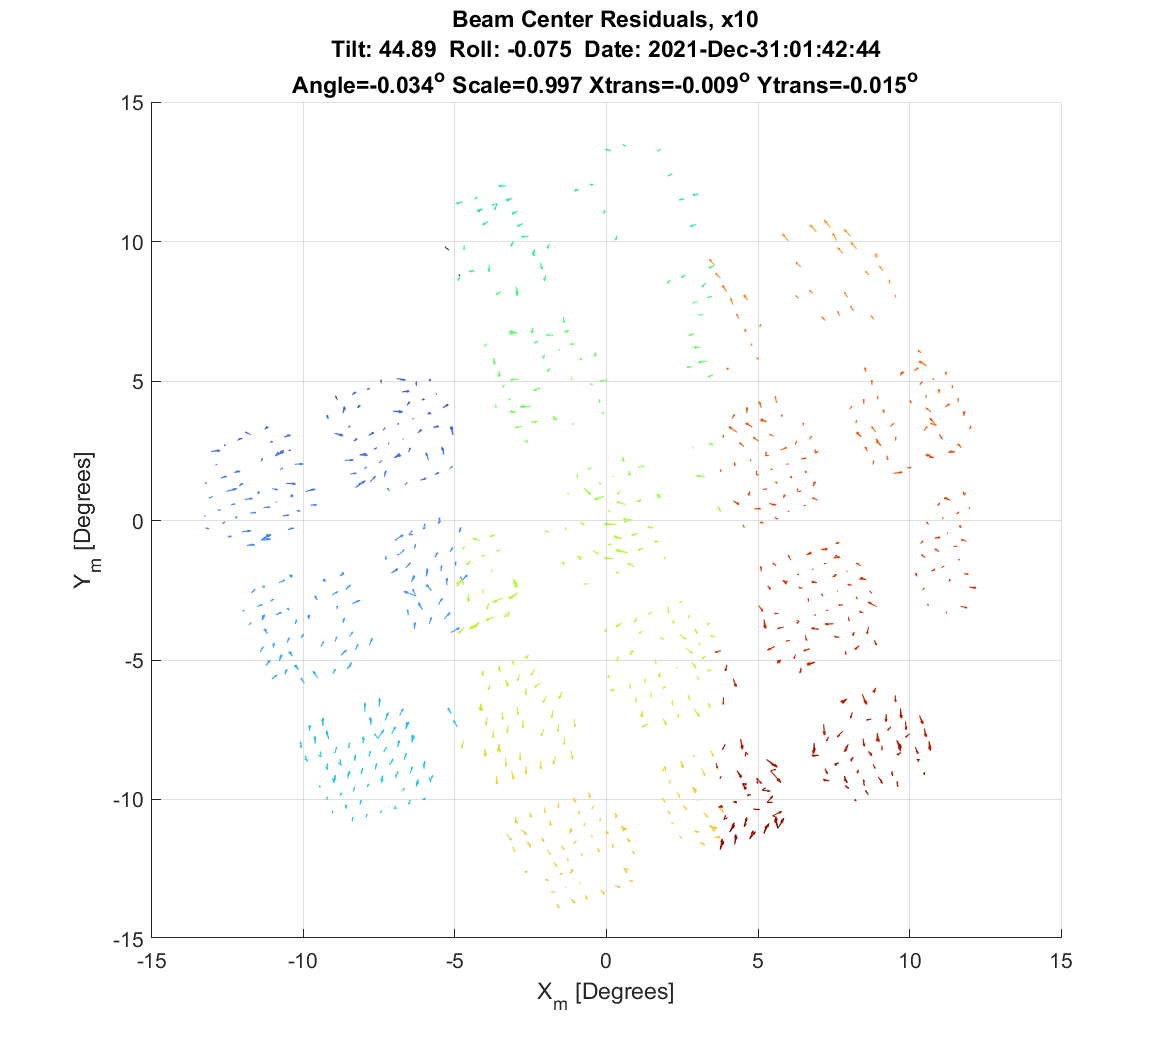 Beam Center Residuals, x10
Tilt: 44.89 Roll: -0.075 Date: 2021-Dec-31:01:42:44
Angle=-0.034° Scale=0.997 Xtrans=-0.009° Ytrans=-0.015°
15
10
5
0
-5
-10
-15
Y_m [Degrees]
-15 -10 -5 0 5 10 15
X_m [Degrees]